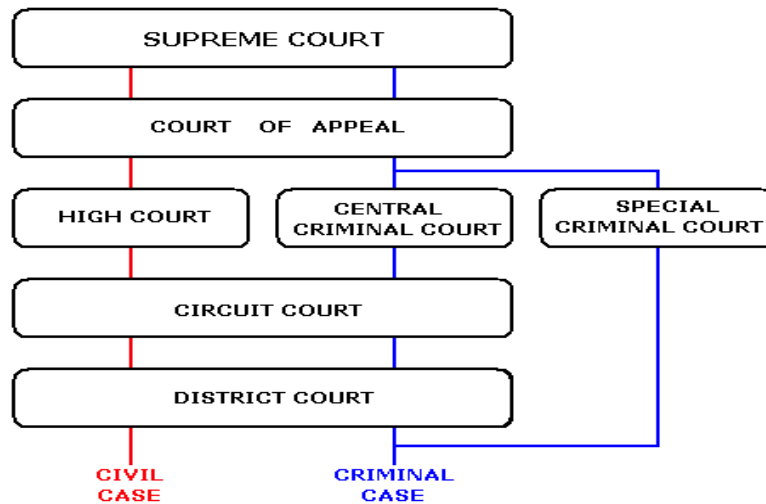 SUPREME COURT
COURT OF APPEAL
HIGH COURT
CENTRAL
CRIMINAL COURT
SPECIAL
CRIMINAL COURT
CIRCUIT COURT
DISTRICT COURT
CIVIL
CASE
CRIMINAL
CASE